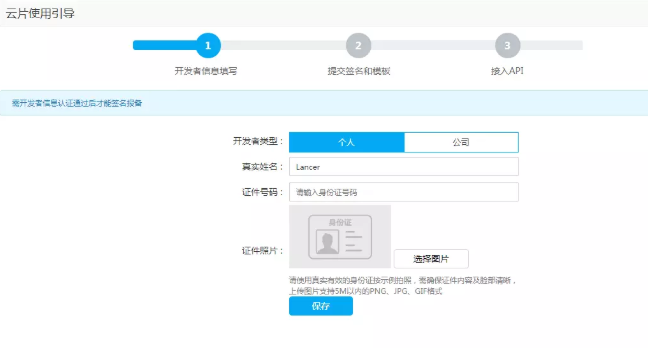 云片使用引导
1
2
3
开发者信息填写
提交签名和模板
接入API
需开发者信息认证通过后才能签名报备
开发者类型： 个人 公司
真实姓名： Lancer
证件号码： 请输入身份证号码
身份证
证件照片： 选择图片
请使用真实有效的身份证按示例拍照，需确保证件内容及脸部清晰，
上传图片支持5M以内的PNG、JPG、GIF格式
保存